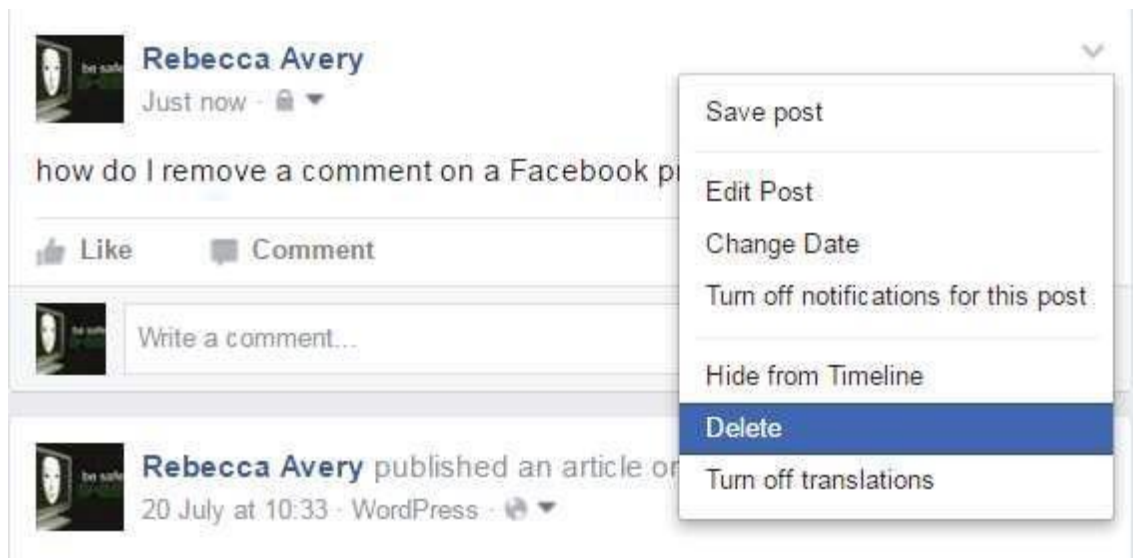 Rebecca Avery
Just now ·
how do I remove a comment on a Facebook
Like Comment
Write a comment...
Save post
Edit Post
Change Date
Turn off notifications for this post
Hide from Timeline
Delete
Turn off translations
Rebecca Avery published an article
20 July at 10:33 · WordPress ·